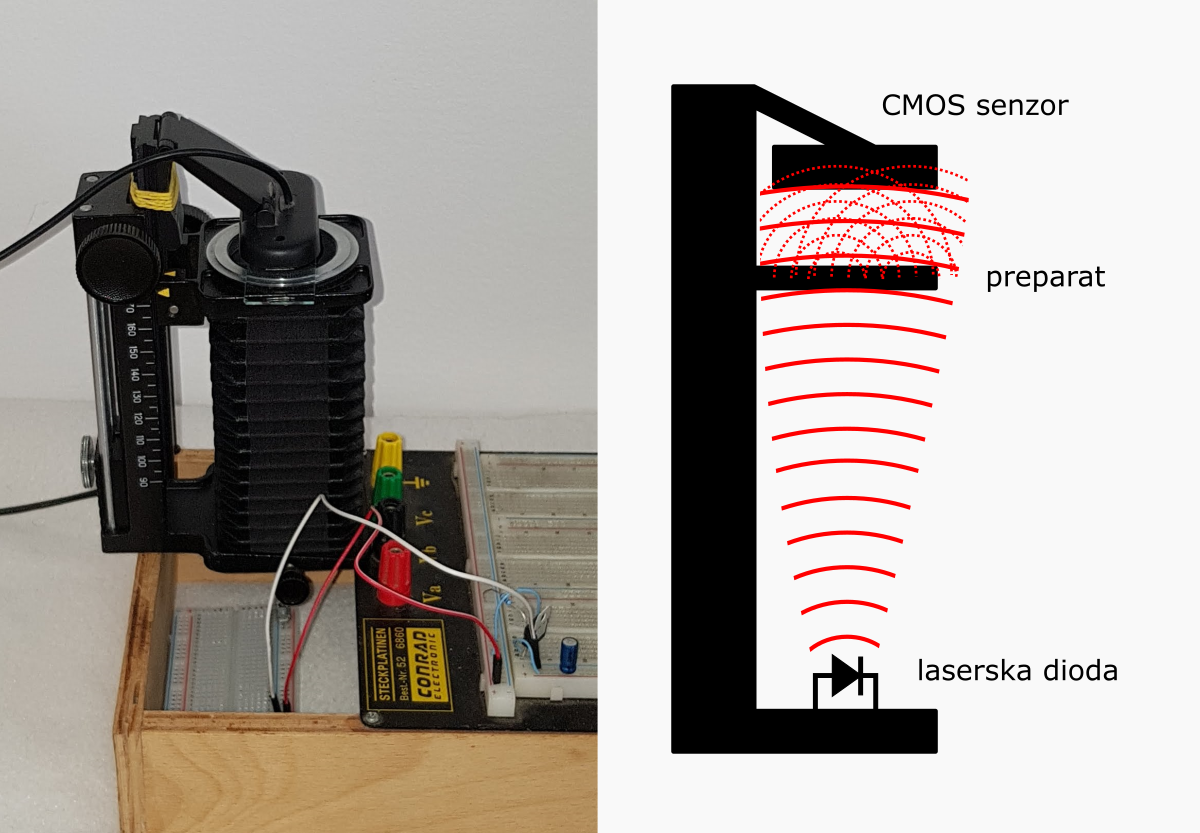 70
160
150
140
130
120
110
100
90
Vc
Vb
Va
STECKPLATINEN
Best.-Nr. 52 6860
CONRAD
ELECTRONIC
CMOS senzor
preparat
laserska dioda